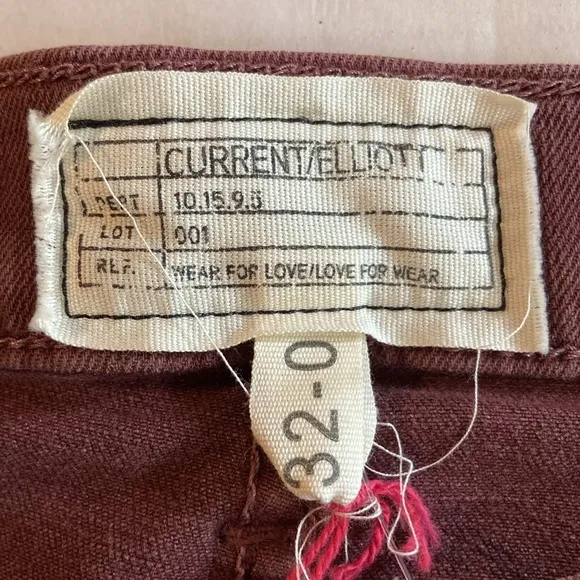 CURRENT/ELLIOTT
DEPT 10.15.9.5
LOT 001
REF. WEAR FOR LOVE/LOVE FOR WEAR
32-0